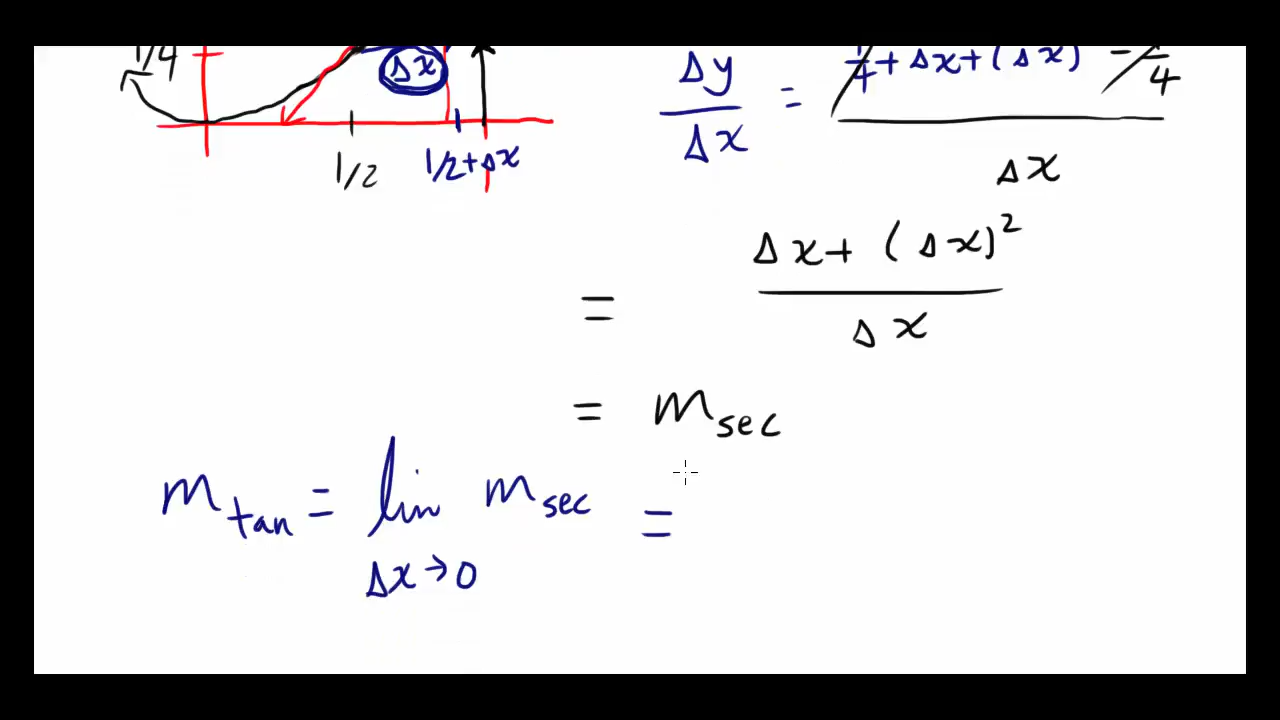 1/4
Δx
1/2
1/2+Δx
Δy/Δx = (1/4 + Δx + (Δx) - 1/4)/Δx
= (Δx + (Δx)²)/Δx
= m_sec
m_tan = lim_{Δx→0} m_sec =